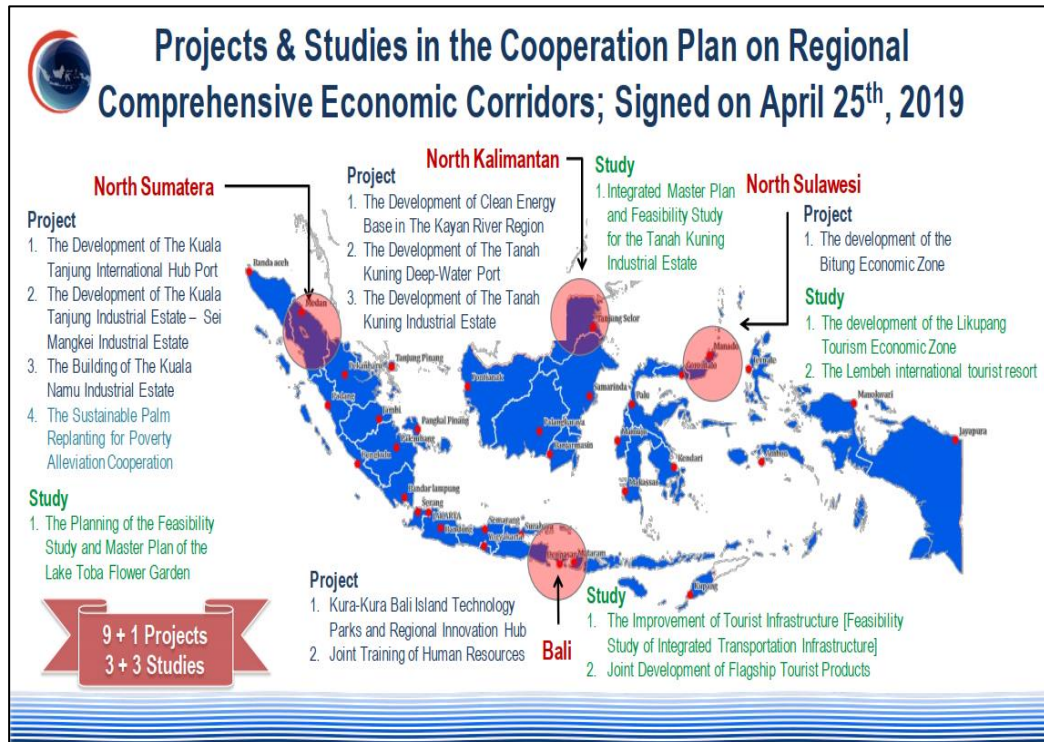 Projects & Studies in the Cooperation Plan on Regional
Comprehensive Economic Corridors; Signed on April 25th, 2019
North Sumatera
Project
1. The Development of The Kuala
Tanjung International Hub Port
2. The Development of The Kuala
Tanjung Industrial Estate – Sei
Mangkei Industrial Estate
3. The Building of The Kuala
Namu Industrial Estate
4. The Sustainable Palm
Replanting for Poverty
Alleviation Cooperation
Study
1. The Planning of the Feasibility
Study and Master Plan of the
Lake Toba Flower Garden
North Kalimantan
Project
1. The Development of Clean Energy
Base in The Kayan River Region
2. The Development of The Tanah
Kuning Deep-Water Port
3. The Development of The Tanah
Kuning Industrial Estate
Study
1. Integrated Master Plan
and Feasibility Study
for the Tanah Kuning
Industrial Estate
North Sulawesi
Project
1. The development of the
Bitung Economic Zone
Study
1. The development of the Likupang
Tourism Economic Zone
2. The Lembeh international tourist resort
Banda aceh
Medan
Pekanbaru
Tanjung Pinang
Padang
Jambi
Pangkal Pinang
Palembang
Bengkulu
Bandar lampung
Serang
JAKARTA
Bandung
Semarang
Yogyakarta
Surabaya
Denpasar
Mataram
Kupang
Pontianak
Palangkaraya
Banjarmasin
Samarinda
Tanjung Selor
Palu
Mamuju
Makassar
Kendari
Gorontalo
Manado
Ternate
Ambon
Manokwari
Jayapura
Bali
Project
1. Kura-Kura Bali Island Technology
Parks and Regional Innovation Hub
2. Joint Training of Human Resources
Study
1. The Improvement of Tourist Infrastructure [Feasibility
Study of Integrated Transportation Infrastructure]
2. Joint Development of Flagship Tourist Products
9 + 1 Projects
3 + 3 Studies